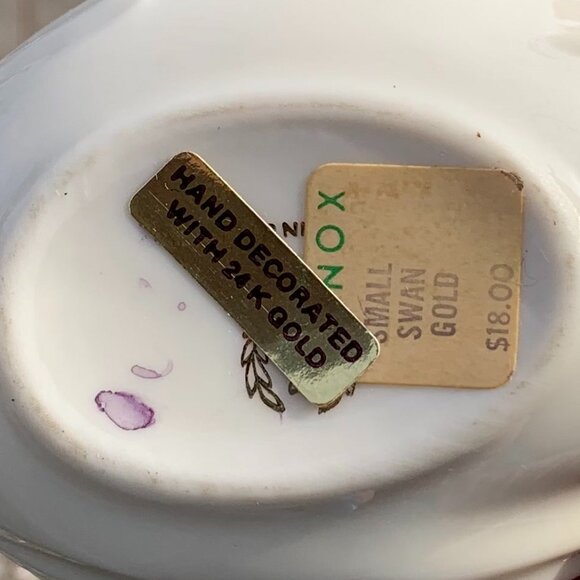 HAND DECORATED
WITH 24 K GOLD
NOX
SMALL
SWAN
GOLD
$18.00